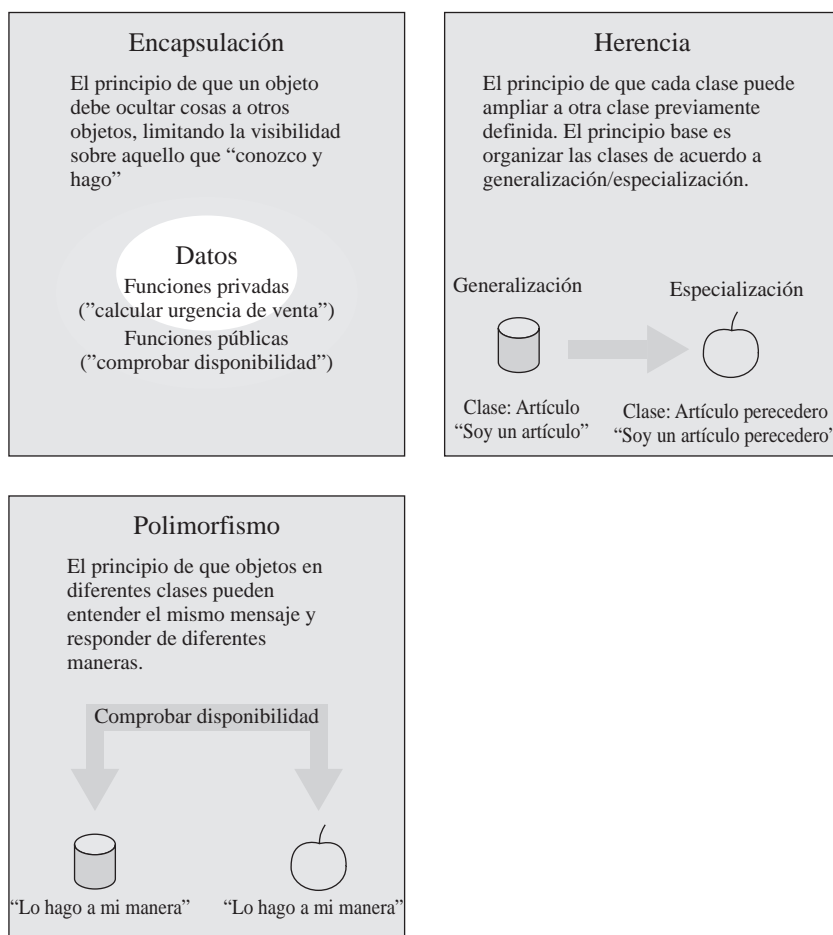 Encapsulación
El principio de que un objeto
debe ocultar cosas a otros
objetos, limitando la visibilidad
sobre aquello que “conozco y
hago”
Datos
Funciones privadas
(”calcular urgencia de venta”)
Funciones públicas
(”comprobar disponibilidad”)
Herencia
El principio de que cada clase puede
ampliar a otra clase previamente
definida. El principio base es
organizar las clases de acuerdo a
generalización/especialización.
Generalización
Especialización
Clase: Artículo
“Soy un artículo”
Clase: Artículo perecedero
“Soy un artículo perecedero”
Polimorfismo
El principio de que objetos en
diferentes clases pueden
entender el mismo mensaje y
responder de diferentes
maneras.
Comprobar disponibilidad
“Lo hago a mi manera”
“Lo hago a mi manera”